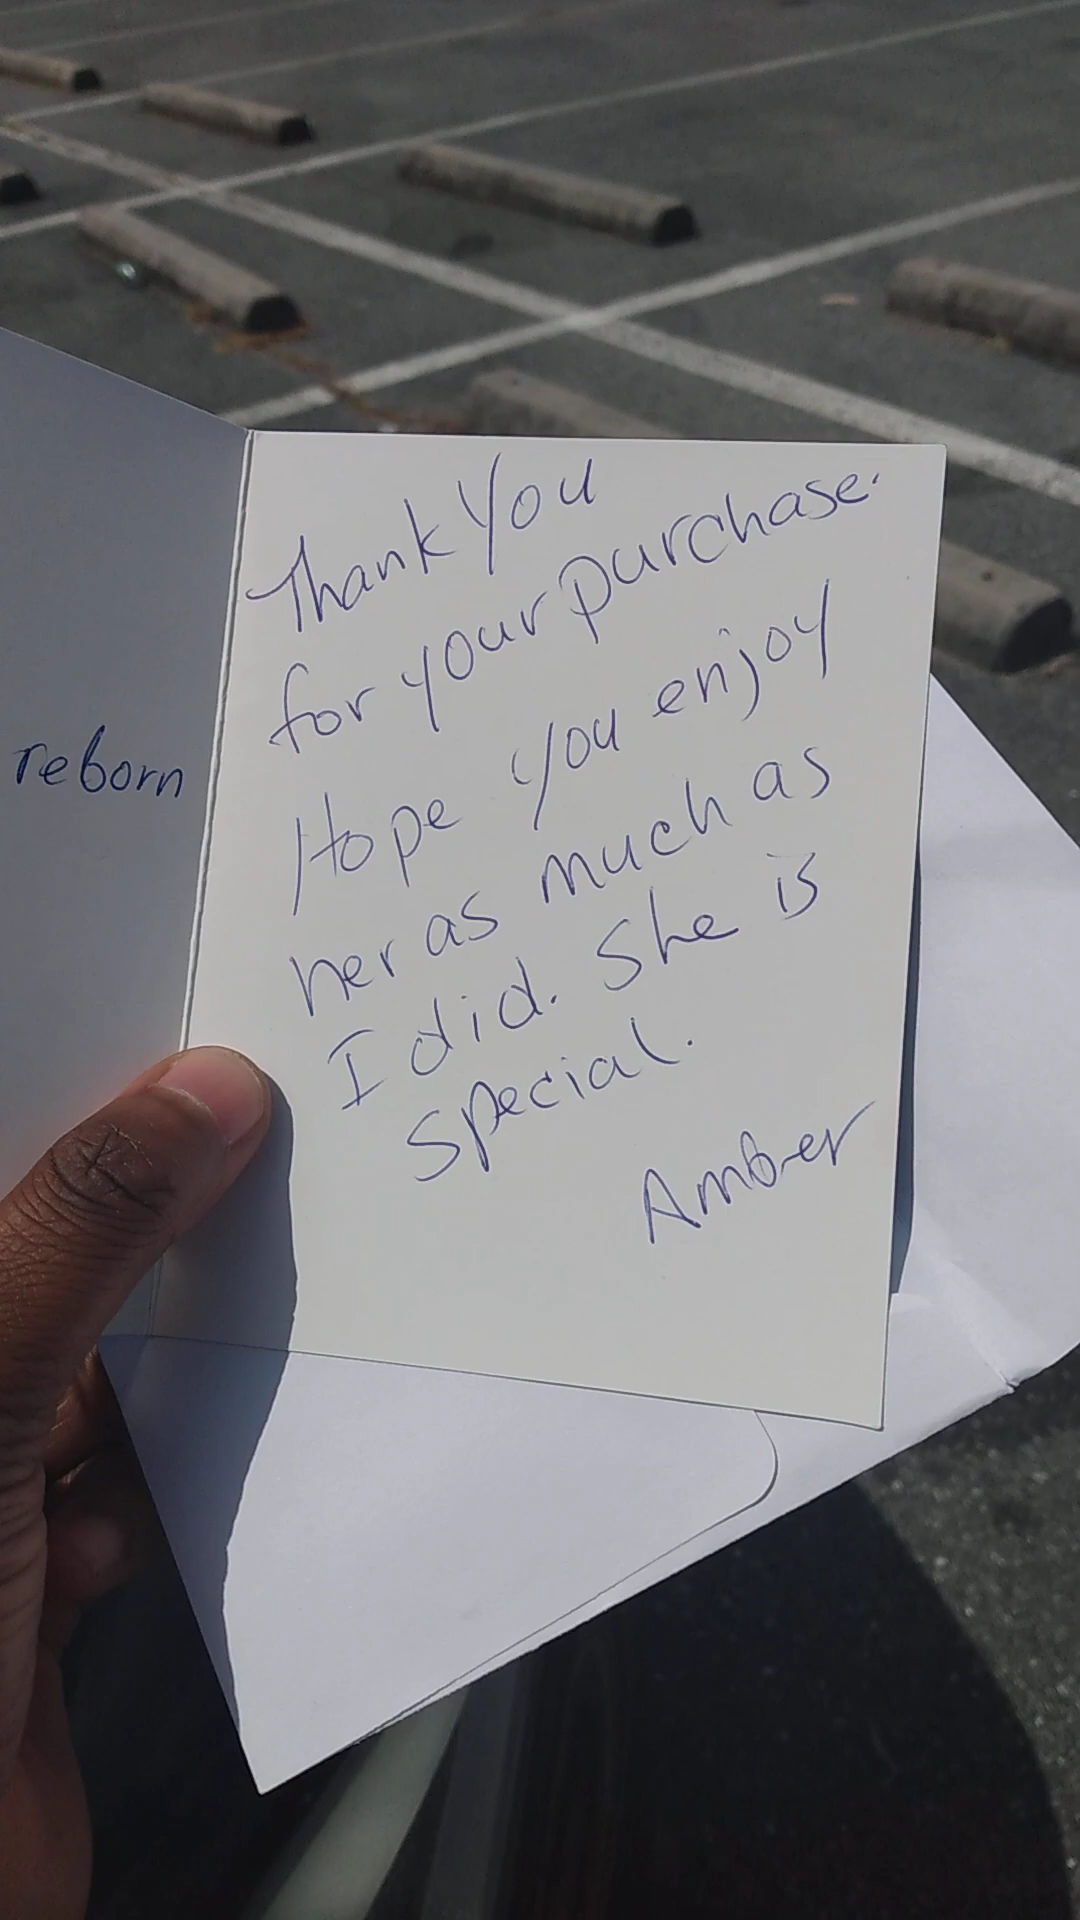 reborn
Thank You
for your purchase.
Hope you enjoy
her as much as
I did. She is
special.
Amber